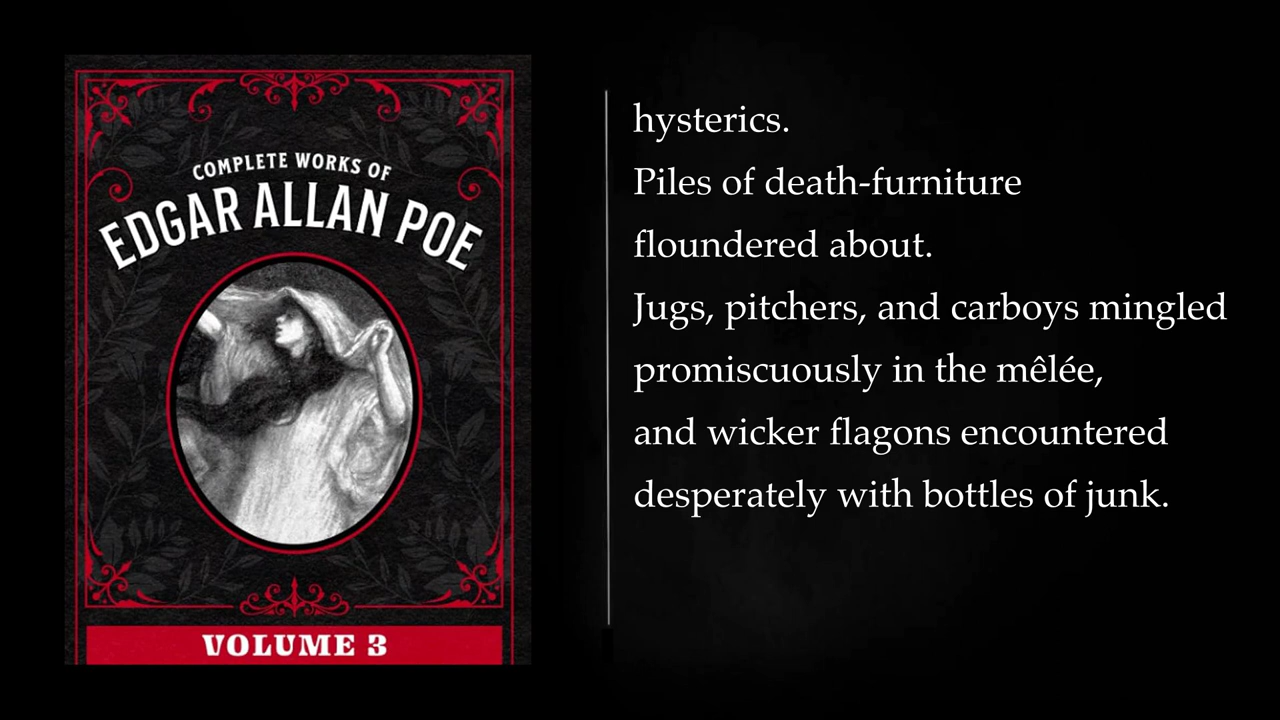 COMPLETE WORKS OF
EDGAR ALLAN POE
VOLUME 3
hysterics.
Piles of death-furniture
floundered about.
Jugs, pitchers, and carboys mingled
promiscuously in the mêlée,
and wicker flagons encountered
desperately with bottles of junk.